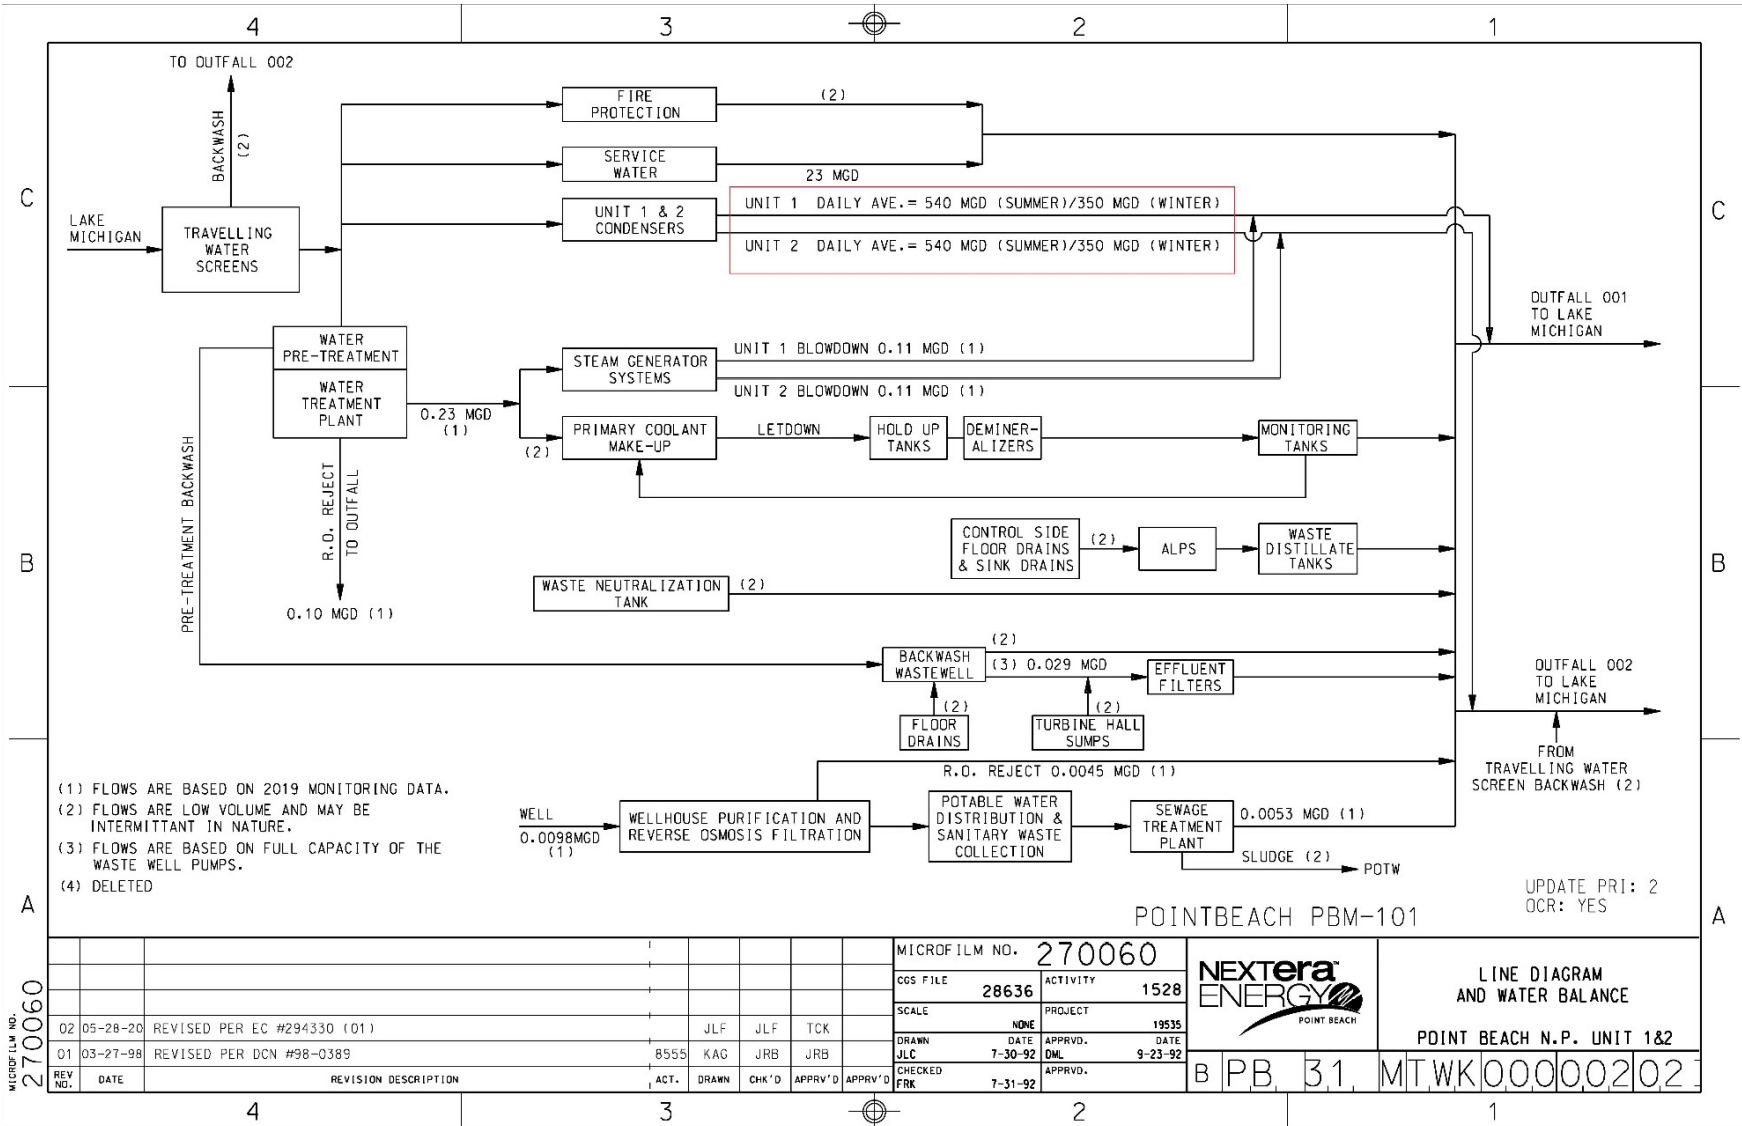 4
3
2
1
TO OUTFALL 002
BACKWASH
(2)
LAKE
MICHIGAN
TRAVELLING
WATER
SCREENS
FIRE
PROTECTION
(2)
SERVICE
WATER
23 MGD
UNIT 1 & 2
CONDENSERS
UNIT 1 DAILY AVE.= 540 MGD (SUMMER)/350 MGD (WINTER)
UNIT 2 DAILY AVE.= 540 MGD (SUMMER)/350 MGD (WINTER)
C
C
OUTFALL 001
TO LAKE
MICHIGAN
WATER
PRE-TREATMENT
WATER
TREATMENT
PLANT
0.23 MGD
(1)
STEAM GENERATOR
SYSTEMS
UNIT 1 BLOWDOWN 0.11 MGD (1)
UNIT 2 BLOWDOWN 0.11 MGD (1)
(2)
PRIMARY COOLANT
MAKE-UP
LETDOWN
HOLD UP
TANKS
DEMINER-
ALIZERS
MONITORING
TANKS
PRE-TREATMENT BACKWASH
R.O. REJECT
TO OUTFALL
0.10 MGD (1)
CONTROL SIDE
FLOOR DRAINS
& SINK DRAINS
(2)
ALPS
WASTE
DISTILLATE
TANKS
B
B
WASTE NEUTRALIZATION
TANK
(2)
BACKWASH
WASTEWELL
(2)
(3) 0.029 MGD
EFFLUENT
FILTERS
(2)
FLOOR
DRAINS
(2)
TURBINE HALL
SUMPS
OUTFALL 002
TO LAKE
MICHIGAN
FROM
TRAVELLING WATER
SCREEN BACKWASH (2)
R.O. REJECT 0.0045 MGD (1)
WELL
0.0098MGD
(1)
WELLHOUSE PURIFICATION AND
REVERSE OSMOSIS FILTRATION
POTABLE WATER
DISTRIBUTION &
SANITARY WASTE
COLLECTION
SEWAGE
TREATMENT
PLANT
0.0053 MGD (1)
SLUDGE (2)
POTW
(1) FLOWS ARE BASED ON 2019 MONITORING DATA.
(2) FLOWS ARE LOW VOLUME AND MAY BE
INTERMITTANT IN NATURE.
(3) FLOWS ARE BASED ON FULL CAPACITY OF THE
WASTE WELL PUMPS.
(4) DELETED
UPDATE PRI: 2
OCR: YES
A
A
POINTBEACH PBM-101
MICROFILM NO.
270060
02 05-28-20 REVISED PER EC #294330 (01) JLF JLF TCK
01 03-27-98 REVISED PER DCN #98-0389 8555 KAG JRB JRB
REV NO. DATE REVISION DESCRIPTION ACT. DRAWN CHK'D APPRV'D APPRV'D
MICROFILM NO. 270060
CGS FILE 28636 ACTIVITY 1528
SCALE NONE PROJECT 19535
DRAWN DATE APPRVD. DATE
JLC 7-30-92 DML 9-23-92
CHECKED APPRVD.
FRK 7-31-92
NEXTera
ENERGY
POINT BEACH
LINE DIAGRAM
AND WATER BALANCE
POINT BEACH N.P. UNIT 1&2
B PB 31 MTWK00000202
4
3
2
1